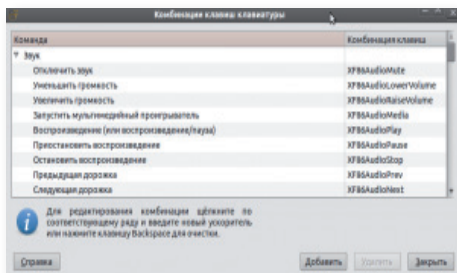 Комбинации клавиш клавиатуры
Команда Комбинация клавиш
Звук
Отключить звук XF86AudioMute
Уменьшить громкость XF86AudioLowerVolume
Увеличить громкость XF86AudioRaiseVolume
Запустить мультимедийный проигрыватель XF86AudioMedia
Воспроизведение (или воспроизведение/пауза) XF86AudioPlay
Приостановить воспроизведение XF86AudioPause
Остановить воспроизведение XF86AudioStop
Предыдущая дорожка XF86AudioPrev
Следующая дорожка XF86AudioNext
Для редактирования комбинации щёлкните по
соответствующему ряду и введите новый ускоритель
или нажмите клавишу Backspace для очистки.
Справка Добавить Удалить Закрыть